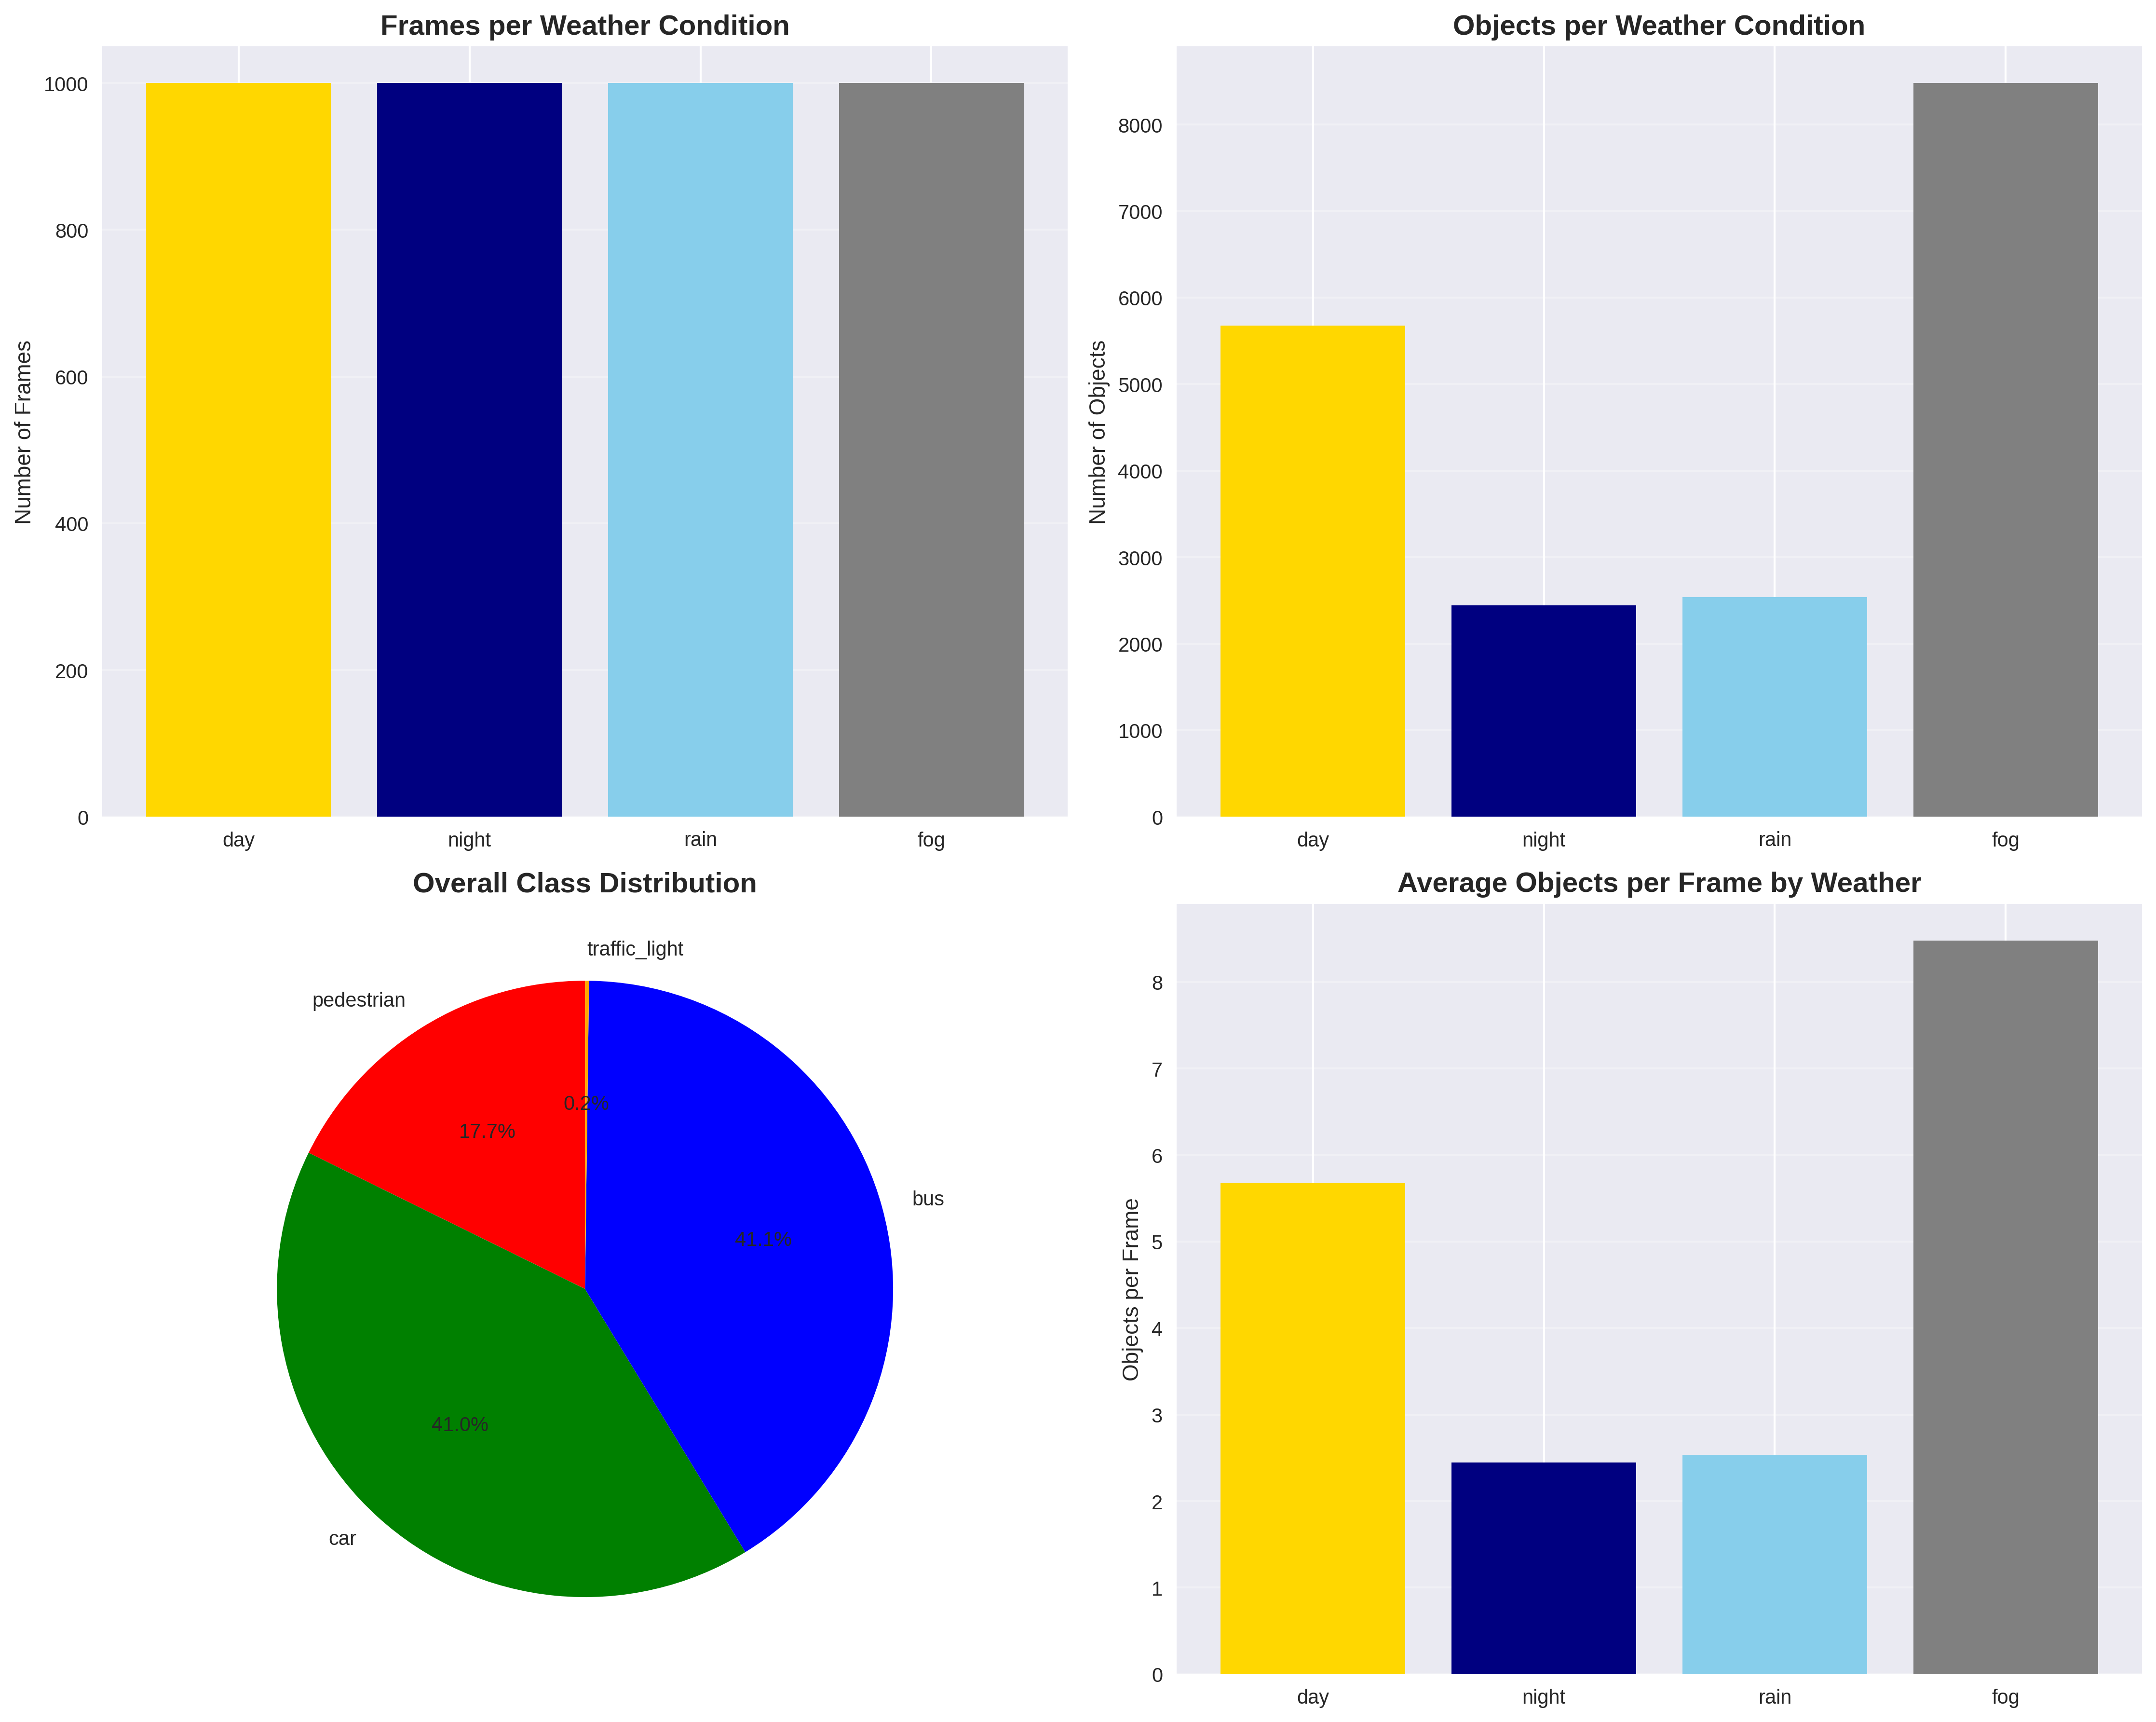 Frames per Weather Condition
Number of Frames
1000
800
600
400
200
0
day night rain fog
Objects per Weather Condition
Number of Objects
8000
7000
6000
5000
4000
3000
2000
1000
0
day night rain fog
Overall Class Distribution
traffic_light
pedestrian
0.2%
17.7%
bus
41.1%
41.0%
car
Average Objects per Frame by Weather
Objects per Frame
8
7
6
5
4
3
2
1
0
day night rain fog